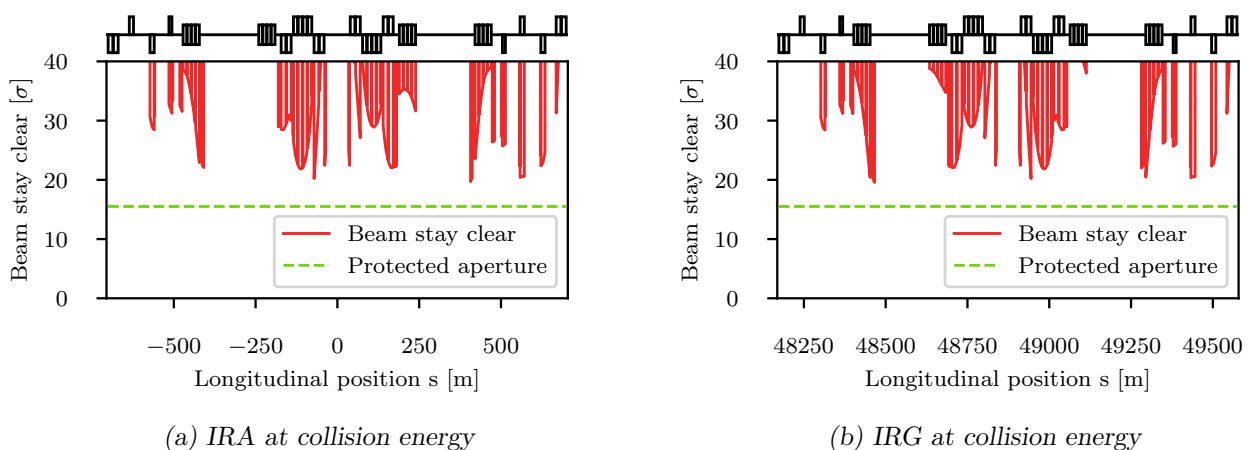 Beam stay clear [σ]
40
30
20
10
0
Beam stay clear
Protected aperture
−500 −250 0 250 500
Longitudinal position s [m]
(a) IRA at collision energy
Beam stay clear [σ]
40
30
20
10
0
Beam stay clear
Protected aperture
48250 48500 48750 49000 49250 49500
Longitudinal position s [m]
(b) IRG at collision energy